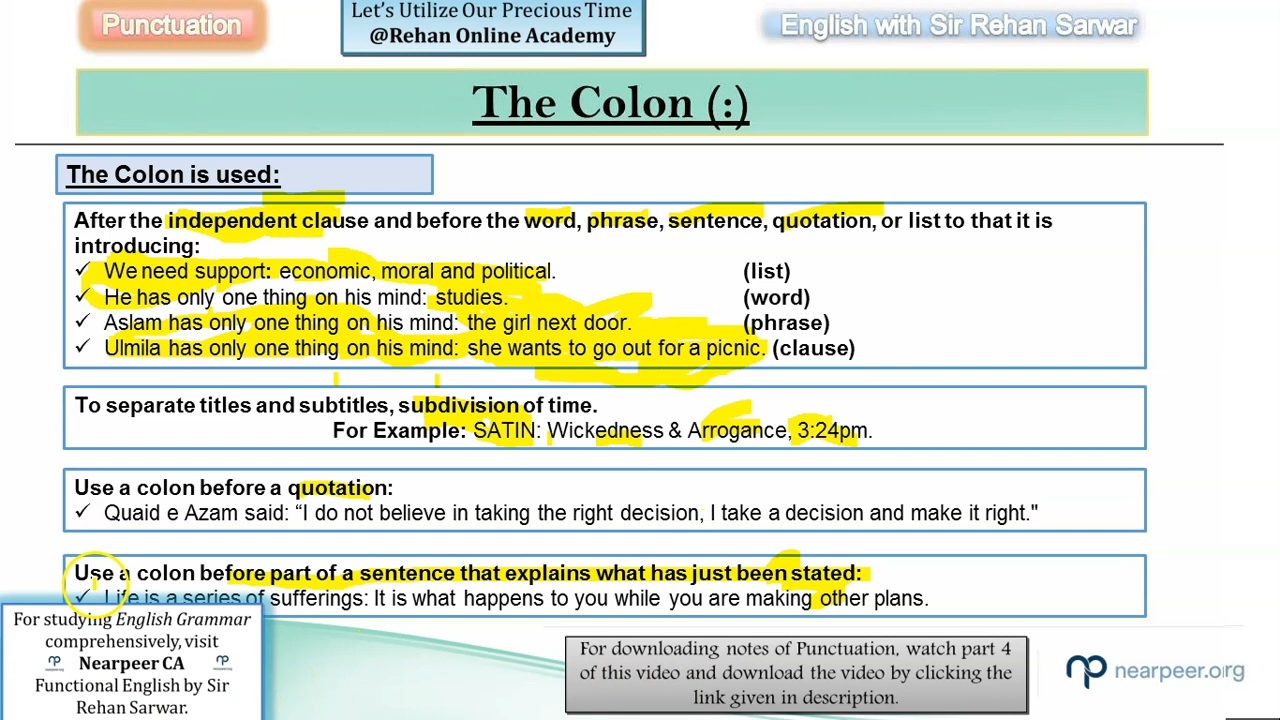 Punctuation
Let's Utilize Our Precious Time
@Rehan Online Academy
English with Sir Rehan Sarwar
The Colon (:)
The Colon is used:
After the independent clause and before the word, phrase, sentence, quotation, or list to that it is
introducing:
✓ We need support: economic, moral and political. (list)
✓ He has only one thing on his mind: studies. (word)
✓ Aslam has only one thing on his mind: the girl next door. (phrase)
✓ Ulmila has only one thing on his mind: she wants to go out for a picnic. (clause)
To separate titles and subtitles, subdivision of time.
For Example: SATIN: Wickedness & Arrogance, 3:24pm.
Use a colon before a quotation:
✓ Quaid e Azam said: “I do not believe in taking the right decision, I take a decision and make it right."
Use a colon before part of a sentence that explains what has just been stated:
✓ Life is a series of sufferings: It is what happens to you while you are making other plans.
For studying English Grammar
comprehensively, visit
Nearpeer CA
Functional English by Sir
Rehan Sarwar.
For downloading notes of Punctuation, watch part 4
of this video and download the video by clicking the
link given in description.
nearpeer.org